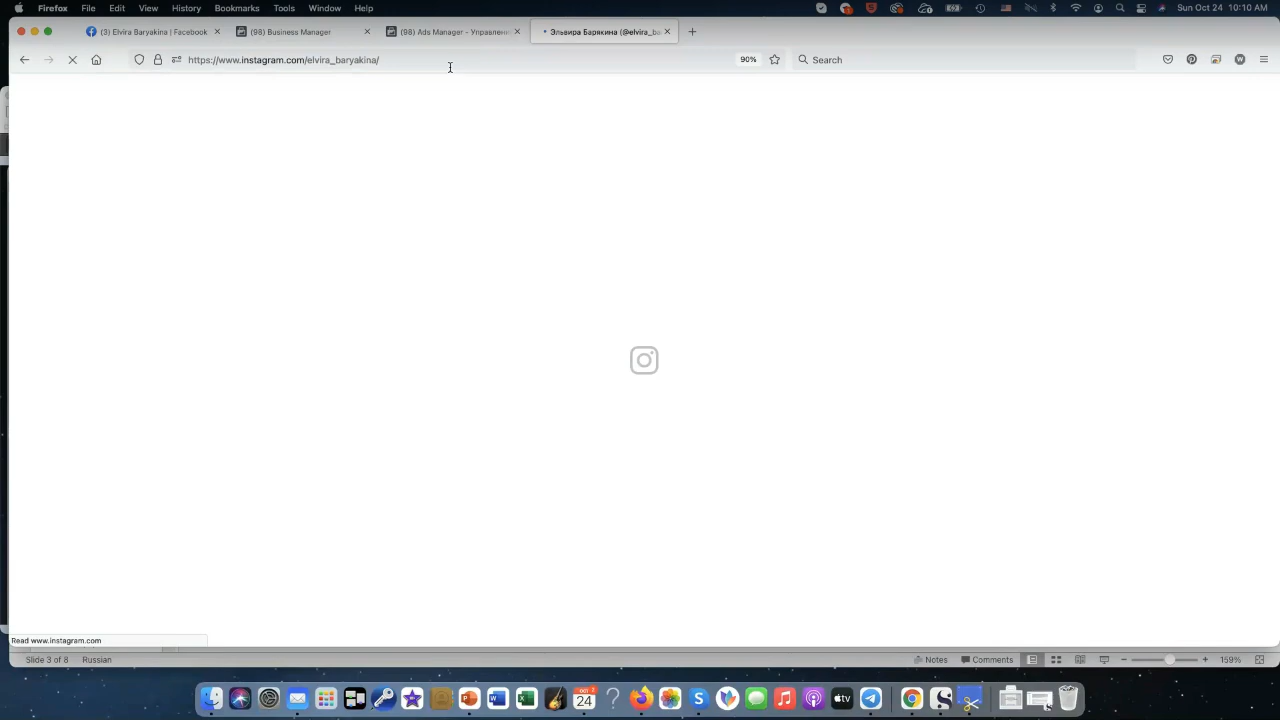 Firefox File Edit View History Bookmarks Tools Window Help Sun Oct 24 10:10 AM
(3) Elvira Baryakina | Facebook (98) Business Manager (98) Ads Manager - Управлени Эльвира Барякина (@elvira_ba
https://www.instagram.com/elvira_baryakina/ 90% Search
Read www.instagram.com
Slide 3 of 8 Russian Notes Comments 159%